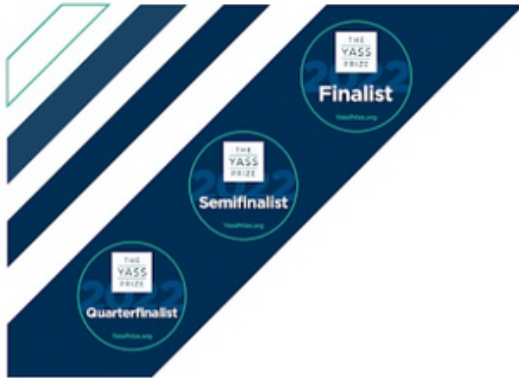 THE
YASS
PRIZE
2022
Finalist
YassPrize.org
THE
YASS
PRIZE
2022
Semifinalist
YassPrize.org
THE
YASS
PRIZE
2022
Quarterfinalist
YassPrize.org